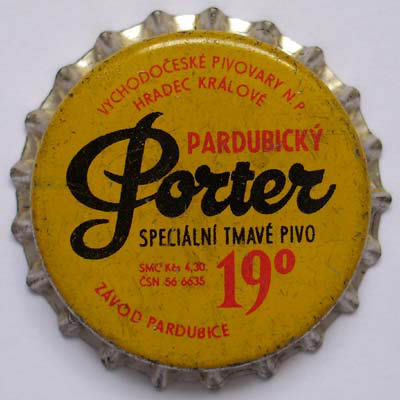 VÝCHODOČESKÉ PIVOVARY N.P.
HRADEC KRÁLOVÉ
PARDUBICKÝ
Porter
SPECIÁLNÍ TMAVÉ PIVO
SMC Kčs 4,30
ČSN 56 6635
19°
ZÁVOD PARDUBICE